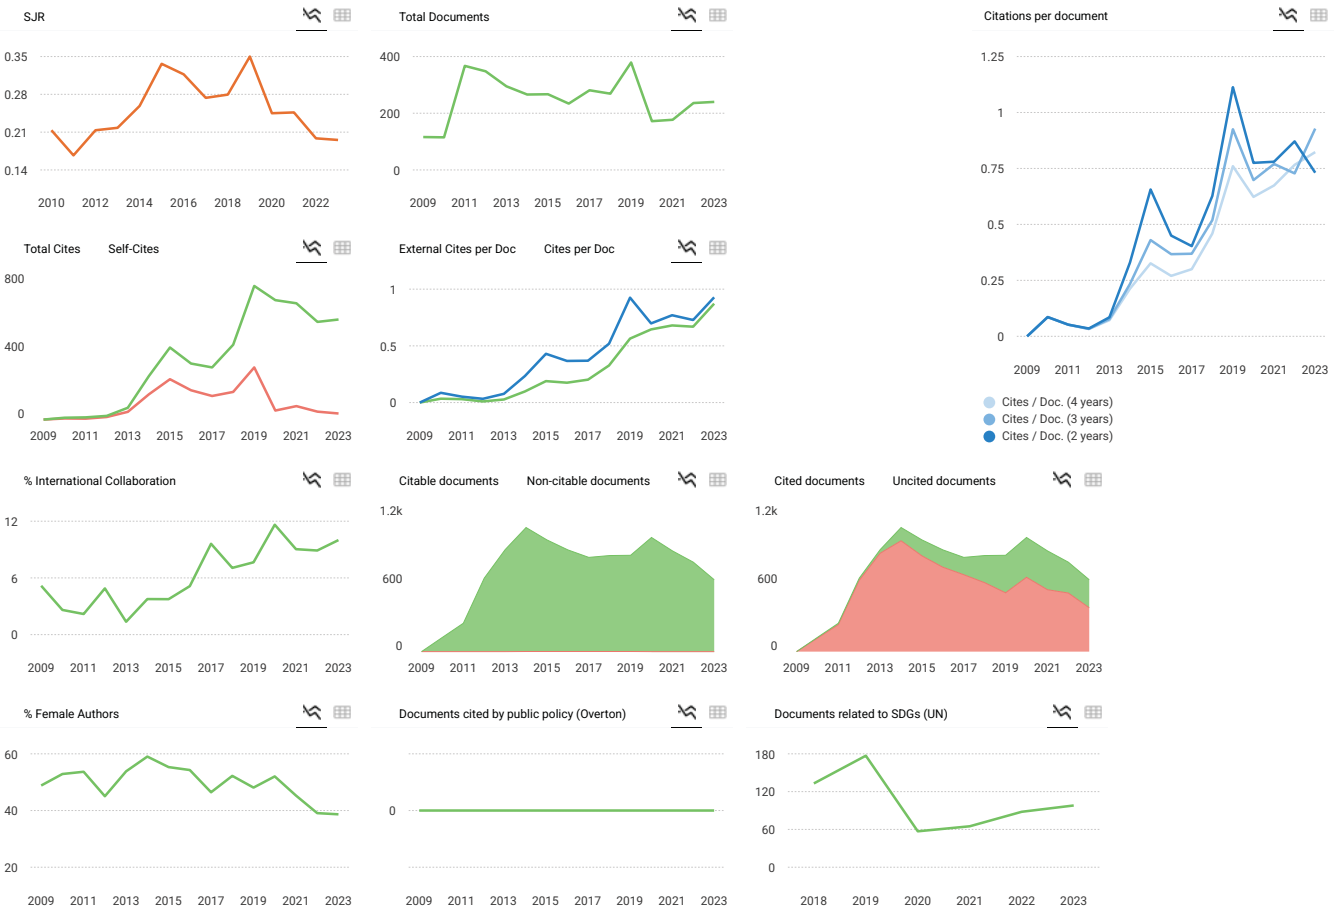 SJR
0.35
0.28
0.21
0.14
2010 2012 2014 2016 2018 2020 2022
Total Documents
400
200
0
2009 2011 2013 2015 2017 2019 2021 2023
Citations per document
1.25
1
0.75
0.5
0.25
0
2009 2011 2013 2015 2017 2019 2021 2023
Cites / Doc. (4 years)
Cites / Doc. (3 years)
Cites / Doc. (2 years)
Total Cites Self-Cites
800
400
0
2009 2011 2013 2015 2017 2019 2021 2023
External Cites per Doc Cites per Doc
1
0.5
0
2009 2011 2013 2015 2017 2019 2021 2023
% International Collaboration
12
6
0
2009 2011 2013 2015 2017 2019 2021 2023
Citable documents Non-citable documents
1.2k
600
0
2009 2011 2013 2015 2017 2019 2021 2023
Cited documents Uncited documents
1.2k
600
0
2009 2011 2013 2015 2017 2019 2021 2023
% Female Authors
60
40
20
2009 2011 2013 2015 2017 2019 2021 2023
Documents cited by public policy (Overton)
0
2009 2011 2013 2015 2017 2019 2021 2023
Documents related to SDGs (UN)
180
120
60
0
2018 2019 2020 2021 2022 2023